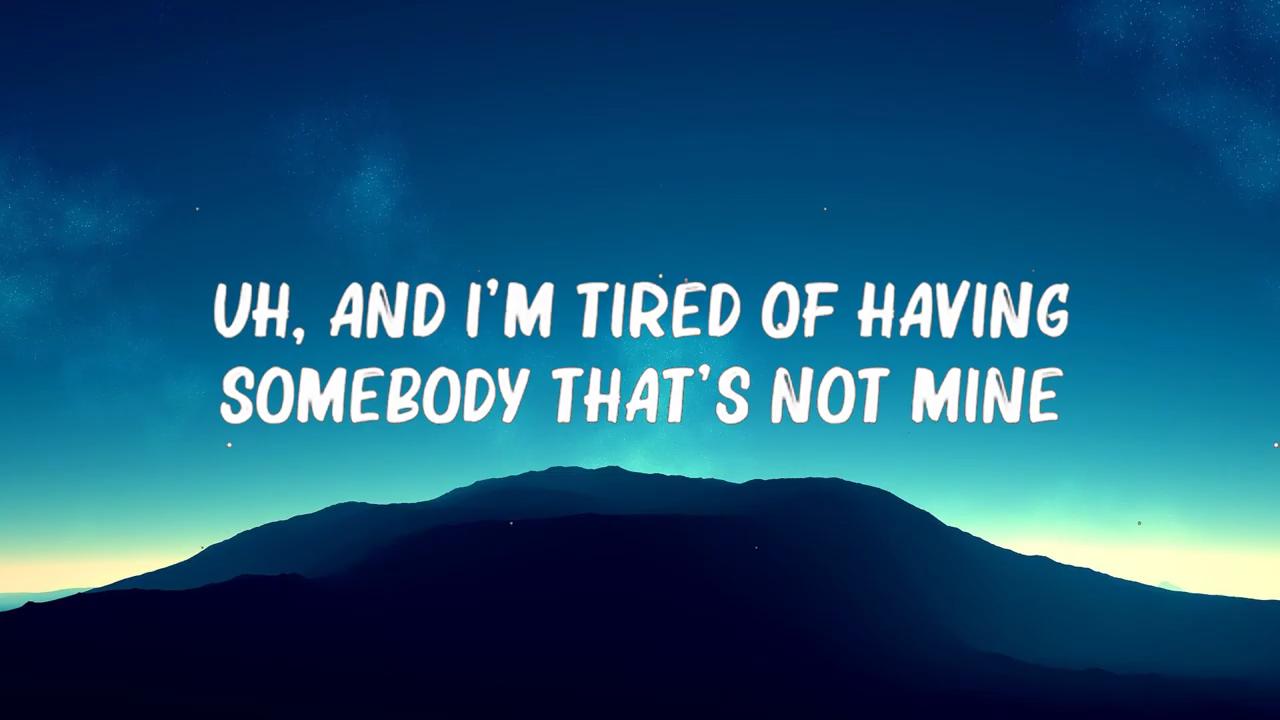 UH, AND I'M TIRED OF HAVING
SOMEBODY THAT'S NOT MINE